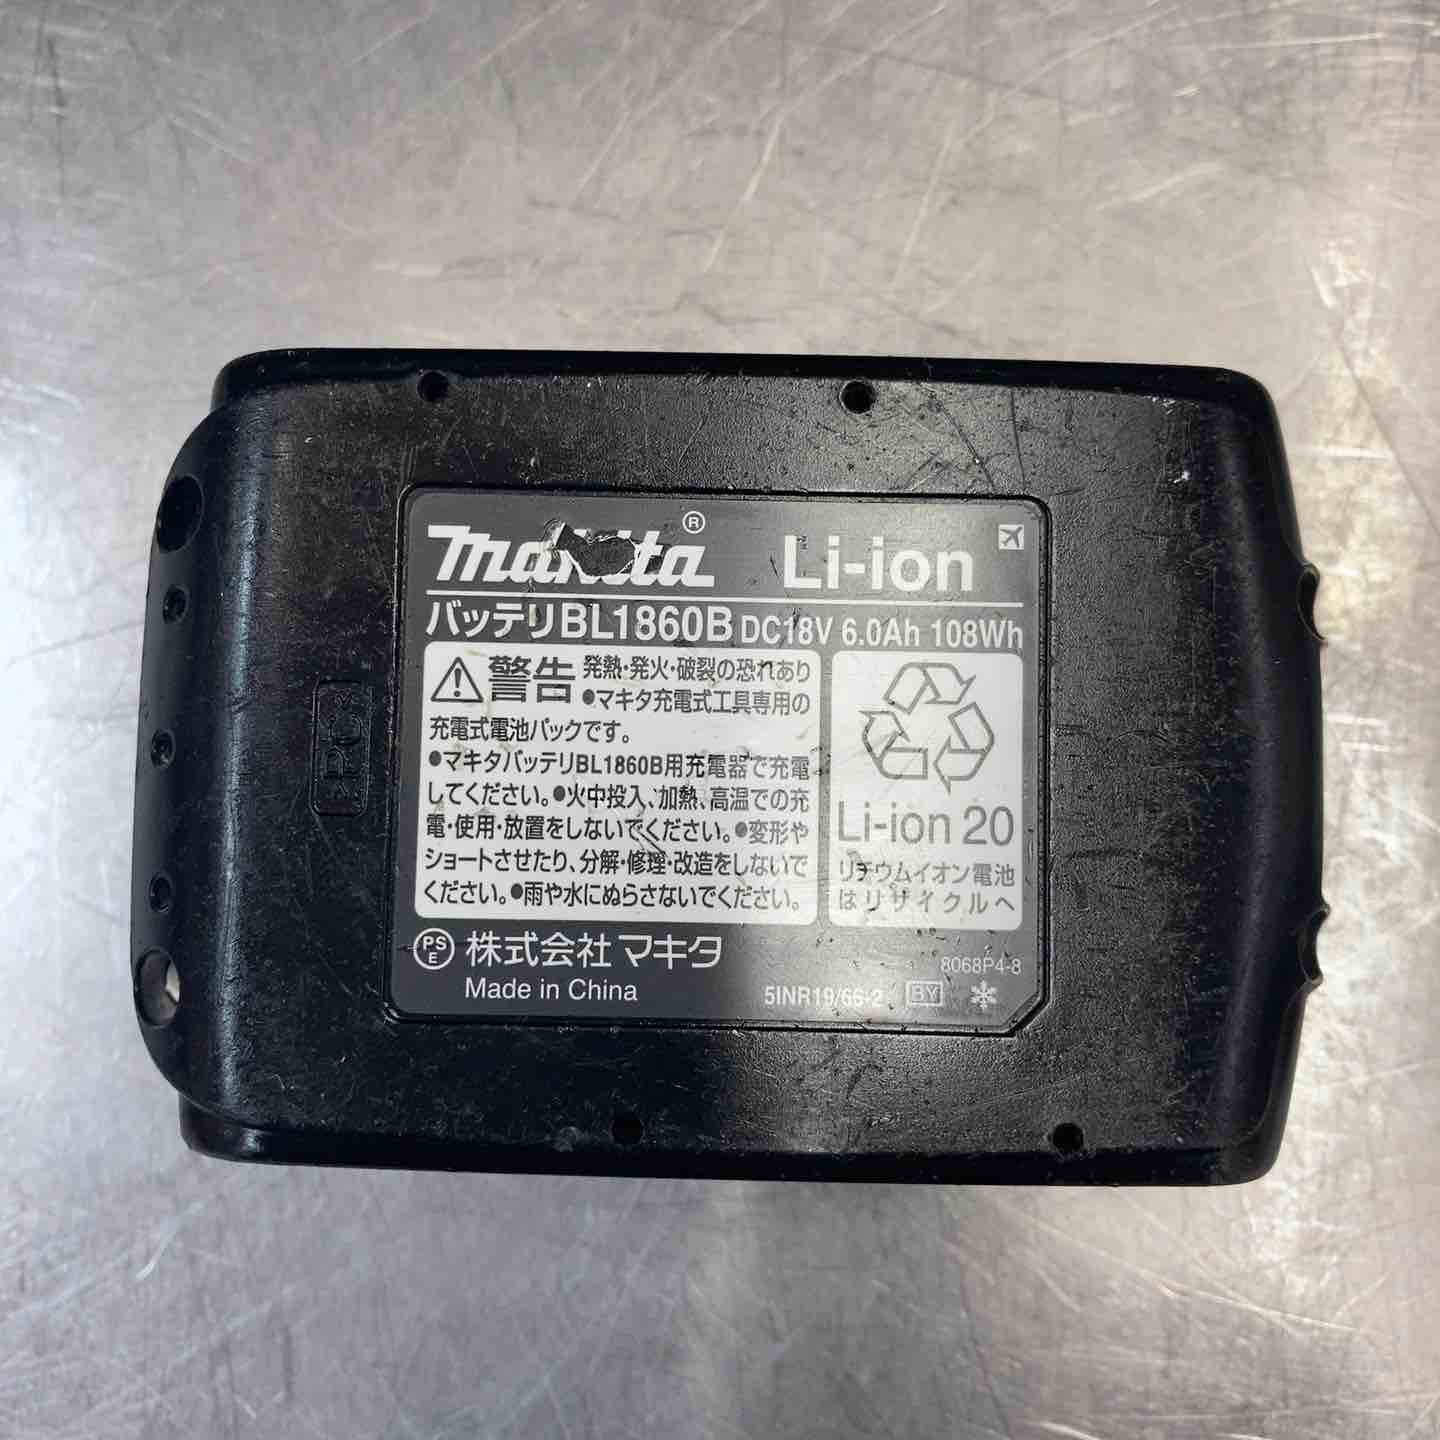 makita®
Li-ion
バッテリBL1860B DC18V 6.0Ah 108Wh
警告 発熱・発火・破裂の恐れあり
●マキタ充電式工具専用の
充電式電池パックです。
●マキタバッテリBL1860B用充電器で充電
してください。●火中投入、加熱、高温での充
電・使用・放置をしないでください。●変形や
ショートさせたり、分解・修理・改造をしないで
ください。●雨や水にぬらさないでください。
Li-ion 20
リチウムイオン電池
はリサイクルへ
PSE 株式会社マキタ
Made in China
8068P4-8
5INR19/66-2 BY
>PC<